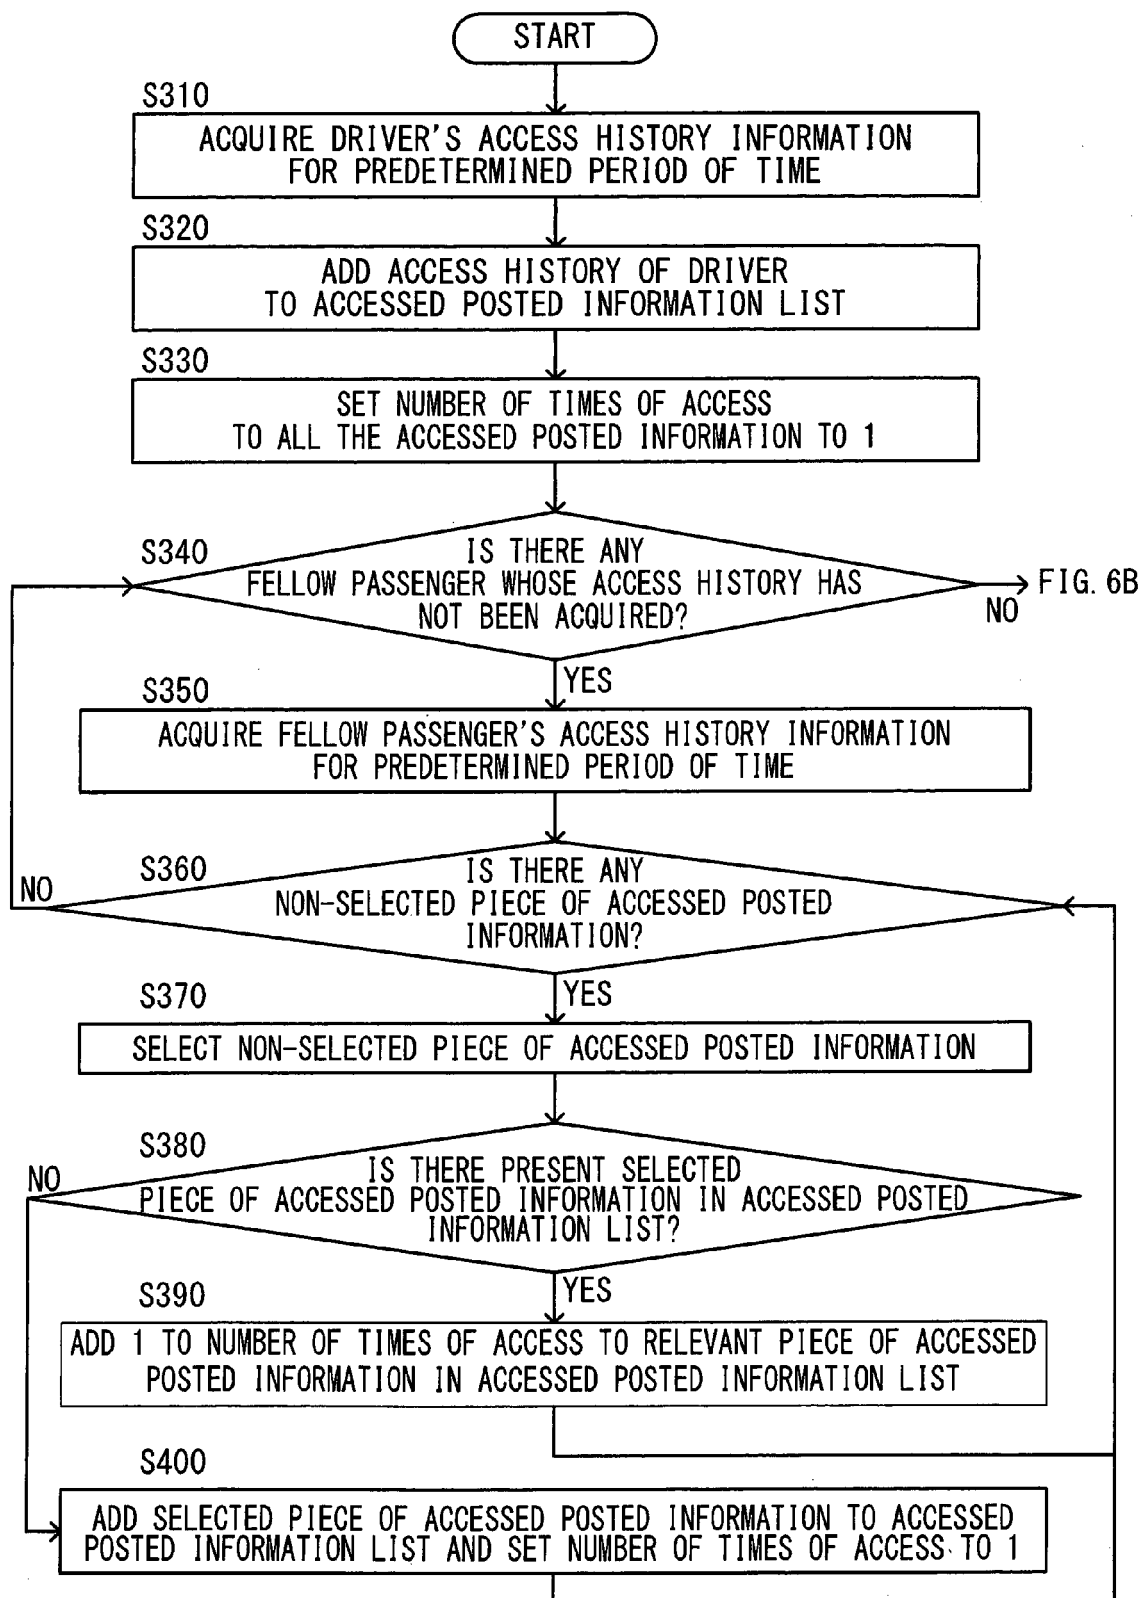 START
S310
ACQUIRE DRIVER'S ACCESS HISTORY INFORMATION
FOR PREDETERMINED PERIOD OF TIME
S320
ADD ACCESS HISTORY OF DRIVER
TO ACCESSED POSTED INFORMATION LIST
S330
SET NUMBER OF TIMES OF ACCESS
TO ALL THE ACCESSED POSTED INFORMATION TO 1
S340
IS THERE ANY
FELLOW PASSENGER WHOSE ACCESS HISTORY HAS
NOT BEEN ACQUIRED?
FIG. 6B
NO
YES
S350
ACQUIRE FELLOW PASSENGER'S ACCESS HISTORY INFORMATION
FOR PREDETERMINED PERIOD OF TIME
S360
NO
IS THERE ANY
NON-SELECTED PIECE OF ACCESSED POSTED
INFORMATION?
YES
S370
SELECT NON-SELECTED PIECE OF ACCESSED POSTED INFORMATION
S380
NO
IS THERE PRESENT SELECTED
PIECE OF ACCESSED POSTED INFORMATION IN ACCESSED POSTED
INFORMATION LIST?
YES
S390
ADD 1 TO NUMBER OF TIMES OF ACCESS TO RELEVANT PIECE OF ACCESSED
POSTED INFORMATION IN ACCESSED POSTED INFORMATION LIST
S400
ADD SELECTED PIECE OF ACCESSED POSTED INFORMATION TO ACCESSED
POSTED INFORMATION LIST AND SET NUMBER OF TIMES OF ACCESS TO 1